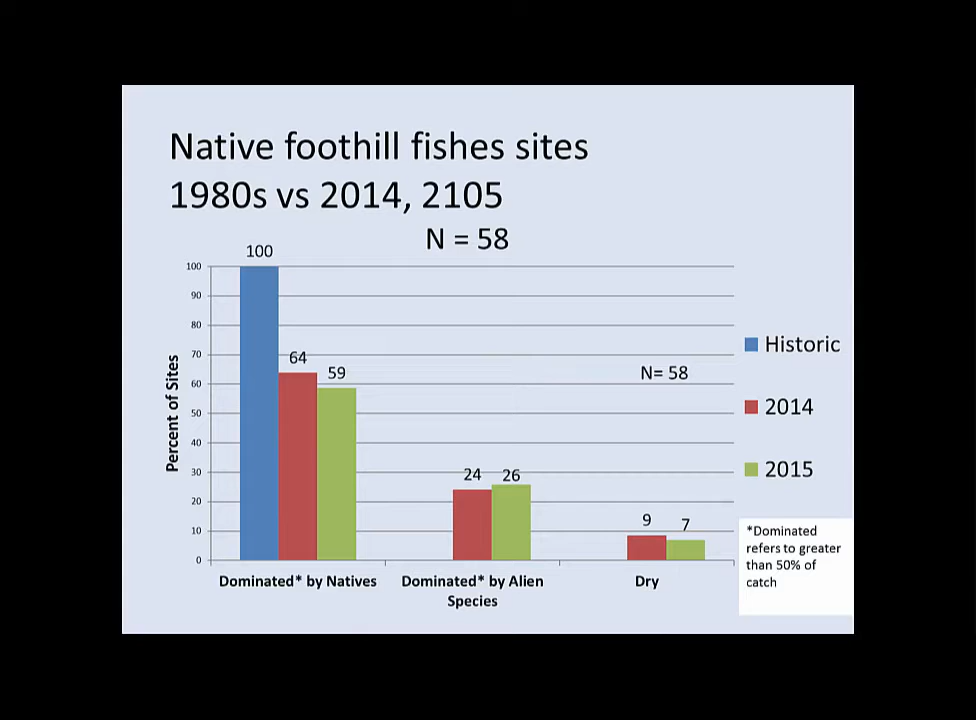 Native foothill fishes sites
1980s vs 2014, 2105
N = 58
100
100
90
80
70
60
50
40
30
20
10
0
Percent of Sites
64
59
24
26
9
7
N= 58
Dominated* by Natives
Dominated* by Alien
Species
Dry
Historic
2014
2015
*Dominated
refers to greater
than 50% of
catch